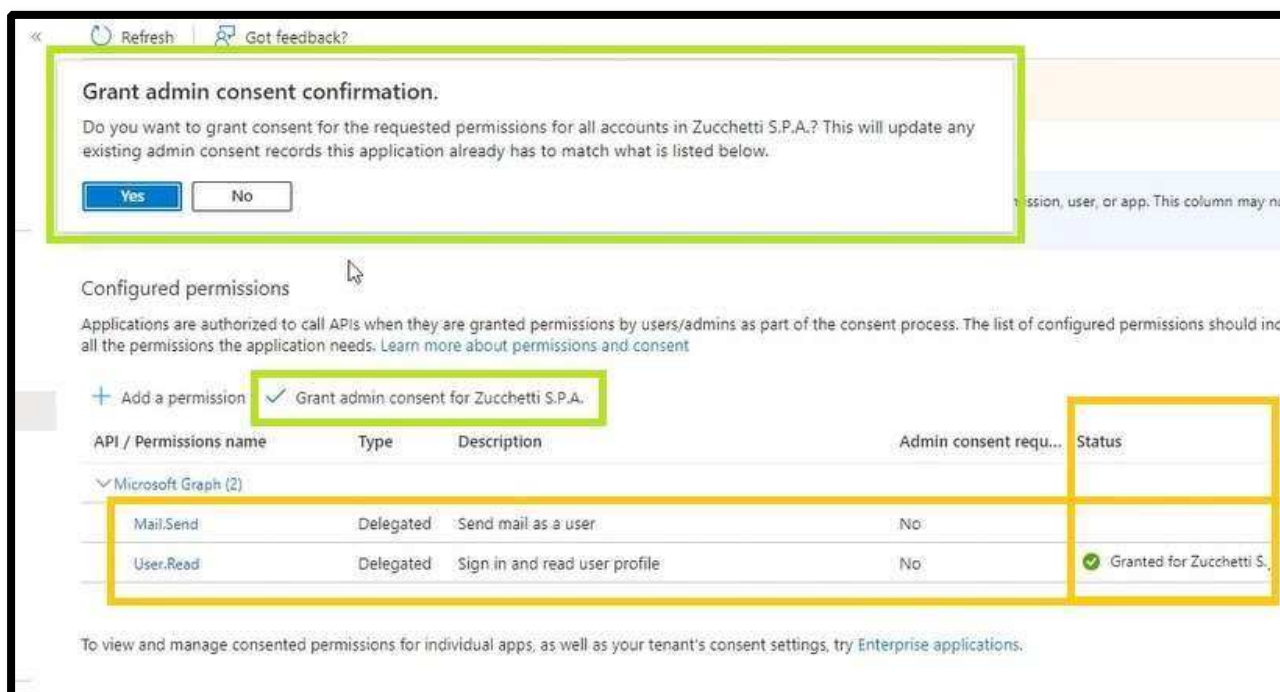 « Refresh Got feedback?
Grant admin consent confirmation.
Do you want to grant consent for the requested permissions for all accounts in Zucchetti S.P.A.? This will update any
existing admin consent records this application already has to match what is listed below.
Yes No
ission, user, or app. This column may no
Configured permissions
Applications are authorized to call APIs when they are granted permissions by users/admins as part of the consent process. The list of configured permissions should inc
all the permissions the application needs. Learn more about permissions and consent
Add a permission Grant admin consent for Zucchetti S.P.A.
API / Permissions name Type Description Admin consent requ... Status
Microsoft Graph (2)
Mail.Send Delegated Send mail as a user No
User.Read Delegated Sign in and read user profile No Granted for Zucchetti S.
To view and manage consented permissions for individual apps, as well as your tenant's consent settings, try Enterprise applications.